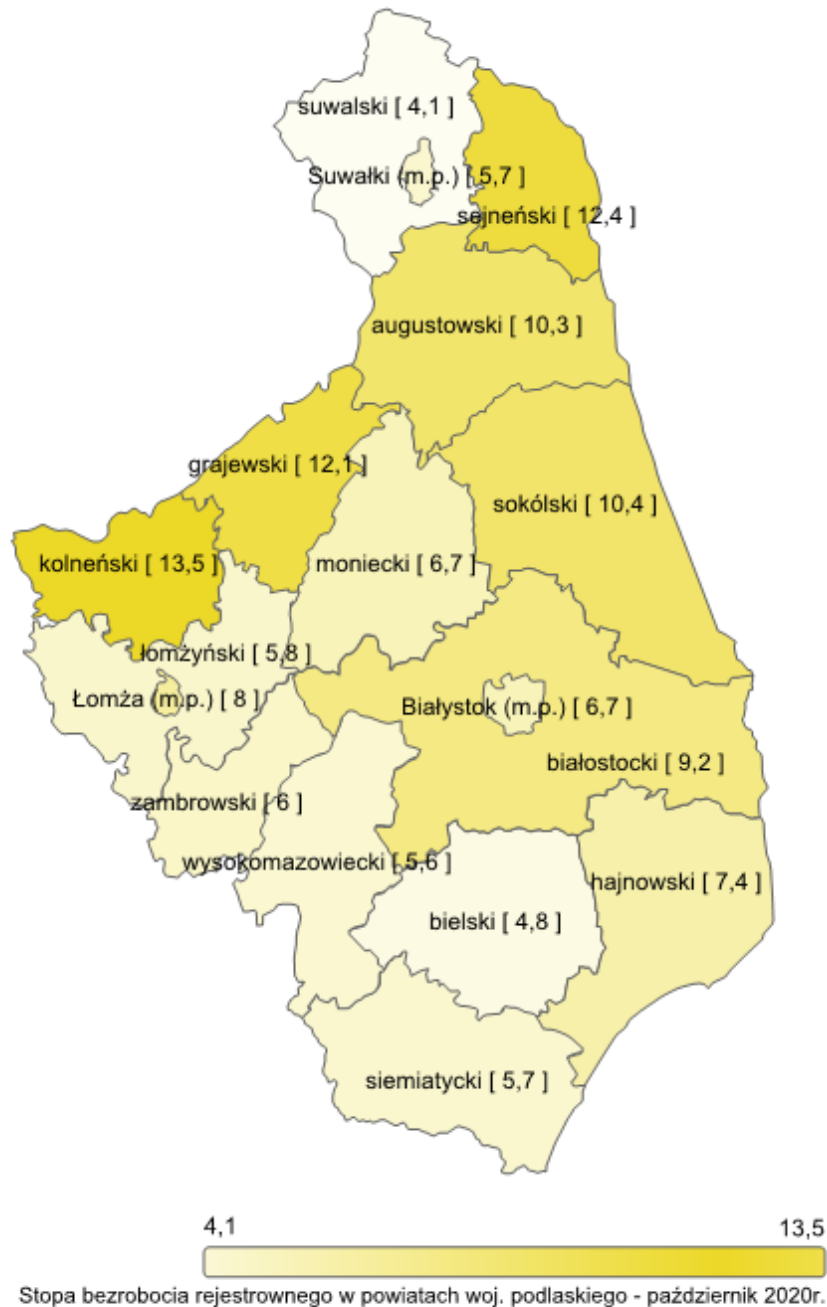 suwalski [ 4,1 ]
Suwałki (m.p.) [ 5,7 ]
sejneński [ 12,4 ]
augustowski [ 10,3 ]
grajewski [ 12,1 ]
sokólski [ 10,4 ]
kolneński [ 13,5 ]
moniecki [ 6,7 ]
łomżyński [ 5,8 ]
Łomża (m.p.) [ 8 ]
Białystok (m.p.) [ 6,7 ]
białostocki [ 9,2 ]
zambrowski [ 6 ]
wysokomazowiecki [ 5,6 ]
hajnowski [ 7,4 ]
bielski [ 4,8 ]
siemiatycki [ 5,7 ]
4,1 13,5
Stopa bezrobocia rejestrownego w powiatach woj. podlaskiego - październik 2020r.